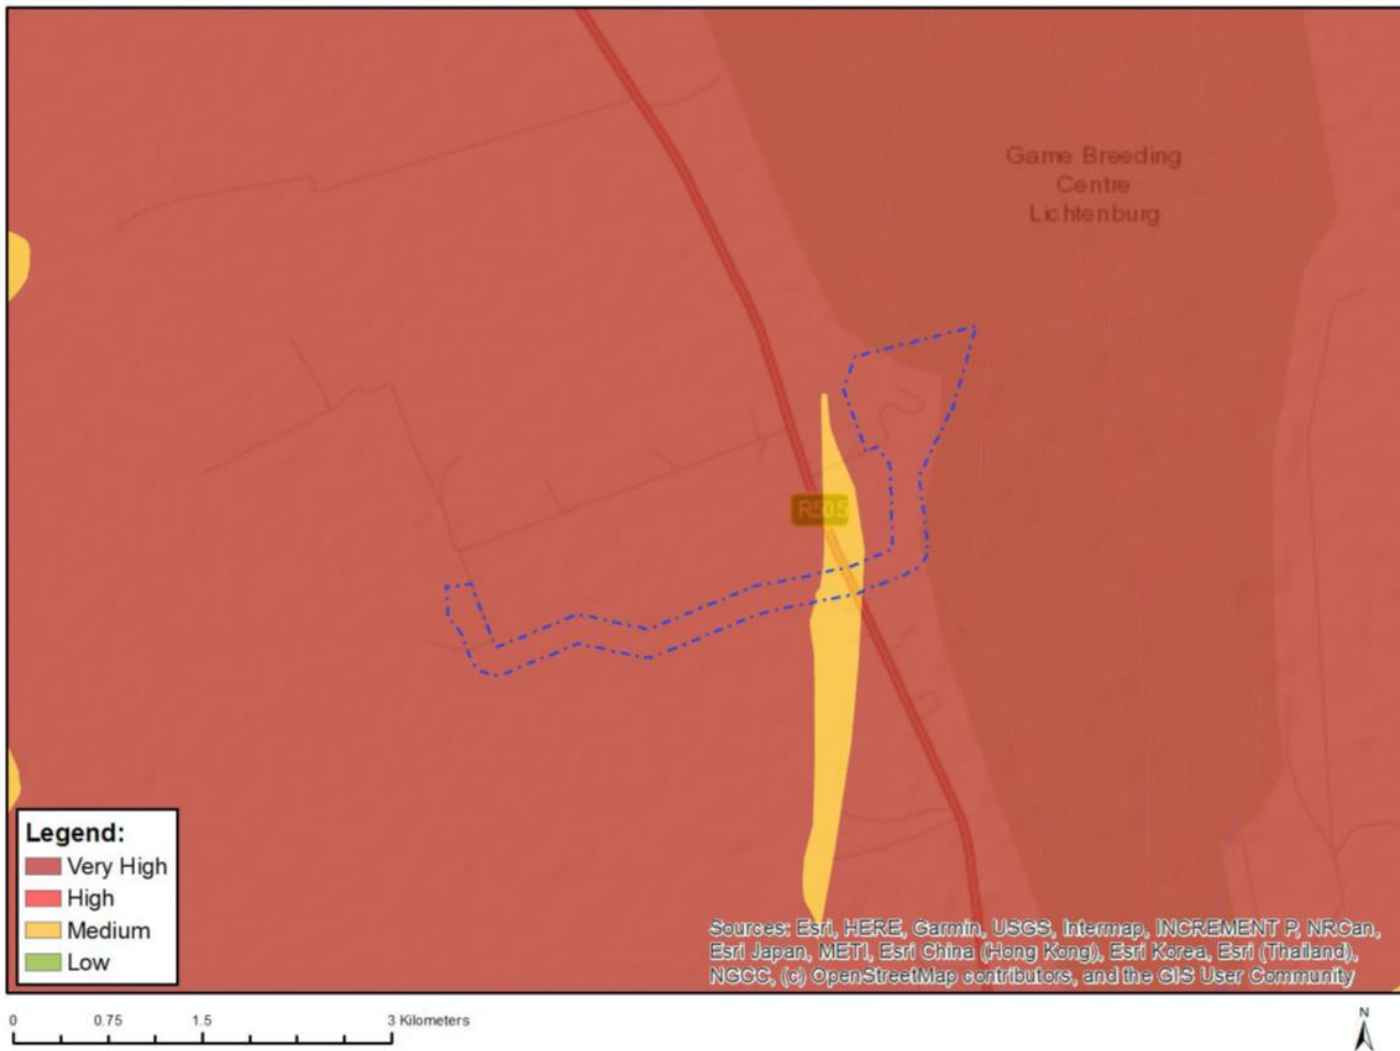 Game Breeding
Centre
Lichtenburg
R505
Legend:
Very High
High
Medium
Low
Sources: Esri, HERE, Garmin, USGS, Intermap, INCREMENT P, NRCan,
Esri Japan, METI, Esri China (Hong Kong), Esri Korea, Esri (Thailand),
NGCC, (c) OpenStreetMap contributors, and the GIS User Community
0 0.75 1.5 3 Kilometers
N